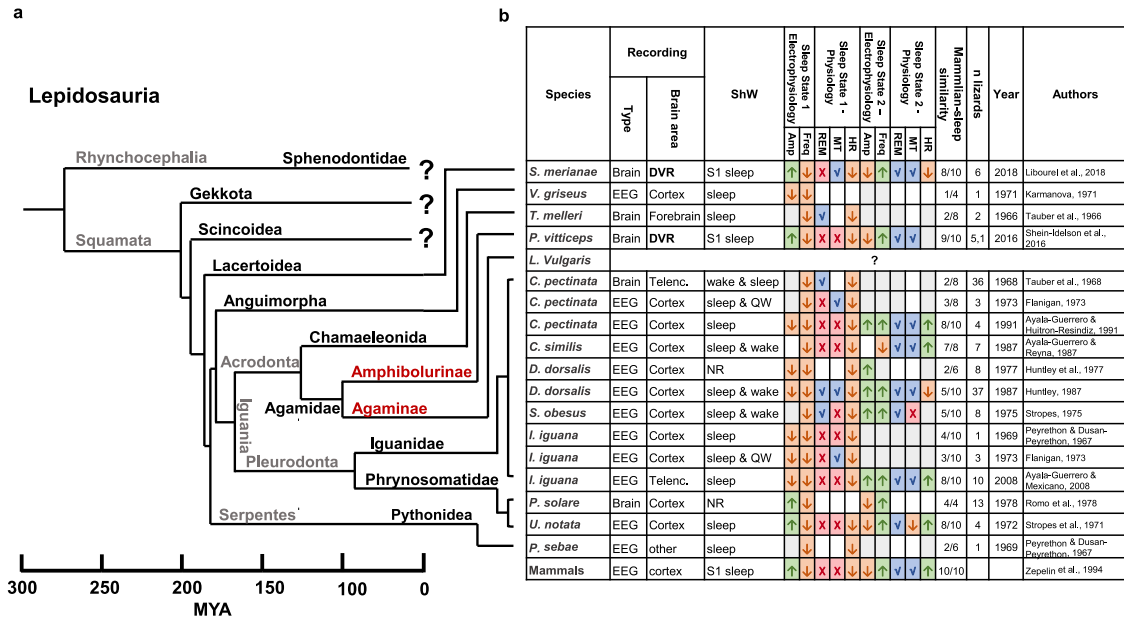 a
Lepidosauria
Rhynchocephalia
Sphenodontidae
?
Gekkota
?
Squamata
Scincoidea
?
Lacertoidea
Anguimorpha
Chamaeleonida
Acrodonta
Amphibolurinae
Agamidae
Agaminae
Iguania
Iguanidae
Pleurodonta
Phrynosomatidae
Serpentes
Pythonidea
300 250 200 150 100 50 0
MYA
b
Species
Recording
Type
Brain area
ShW
Sleep State 1
Electrophysiology
Sleep State 1 -
Physiology
Sleep State 2 –
Electrophysiology
Sleep State 2 -
Physiology
Mammlian-sleep
similarity
n lizards
Year
Authors
Amp Freq REM MT HR Amp Freq REM MT HR
S. merianae Brain DVR S1 sleep ↑ ↓ X √ ↓ ↓ ↑ √ √ ↓ 8/10 6 2018 Libourel et al., 2018
V. griseus EEG Cortex sleep ↓ ↓ 1/4 1 1971 Karmanova, 1971
T. melleri Brain Forebrain sleep ↓ √ ↓ 2/8 2 1966 Tauber et al., 1966
P. vitticeps Brain DVR S1 sleep ↑ ↓ X X ↓ ↓ ↑ √ √ 9/10 5,1 2016 Shein-Idelson et al.,
2016
L. Vulgaris ?
C. pectinata Brain Telenc. wake & sleep ↓ √ ↓ 2/8 36 1968 Tauber et al., 1968
C. pectinata EEG Cortex sleep & QW ↓ X √ ↓ 3/8 3 1973 Flanigan, 1973
C. pectinata EEG Cortex sleep ↓ ↓ X X ↓ ↑ ↑ √ √ ↑ 8/10 4 1991 Ayala-Guerrero &
Huitron-Resindiz, 1991
C. similis EEG Cortex sleep & wake ↓ X X ↓ ↓ √ √ ↑ 7/8 7 1987 Ayala-Guerrero &
Reyna, 1987
D. dorsalis EEG Cortex NR ↓ ↓ ↓ ↑ 2/6 8 1977 Huntley et al., 1977
D. dorsalis EEG Cortex sleep & wake ↓ ↓ √ √ ↓ ↑ ↑ √ √ ↓ 5/10 37 1987 Huntley, 1987
S. obesus EEG Cortex sleep & wake ↓ ↓ √ X ↓ ↑ ↑ √ X 5/10 8 1975 Stropes, 1975
I. iguana EEG Cortex sleep ↓ ↓ X X ↓ 4/10 1 1969 Peyrethon & Dusan-
Peyrethon, 1967
I. iguana EEG Cortex sleep & QW ↓ ↓ X √ ↓ 3/10 3 1973 Flanigan, 1973
I. iguana EEG Telenc. sleep ↓ ↓ X X ↓ ↑ ↑ √ √ ↑ 8/10 10 2008 Ayala-Guerrero &
Mexicano, 2008
P. solare Brain Cortex NR ↑ ↓ ↓ ↑ 4/4 13 1978 Romo et al., 1978
U. notata EEG Cortex sleep ↑ ↓ X X ↓ ↓ ↑ √ ↓ ↑ 8/10 4 1972 Stropes et al., 1971
P. sebae EEG other sleep ↓ ↓ 2/6 1 1969 Peyrethon & Dusan-
Peyrethon, 1967
Mammals EEG cortex S1 sleep ↑ ↓ X X ↓ ↓ ↑ √ √ ↑ 10/10 Zepelin et al., 1994